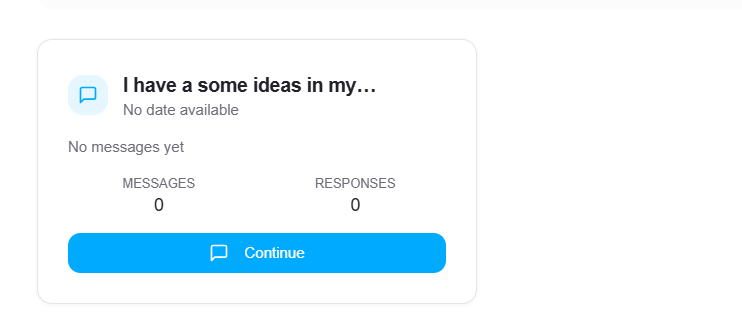 I have a some ideas in my…
No date available
No messages yet
MESSAGES
RESPONSES
0
0
Continue